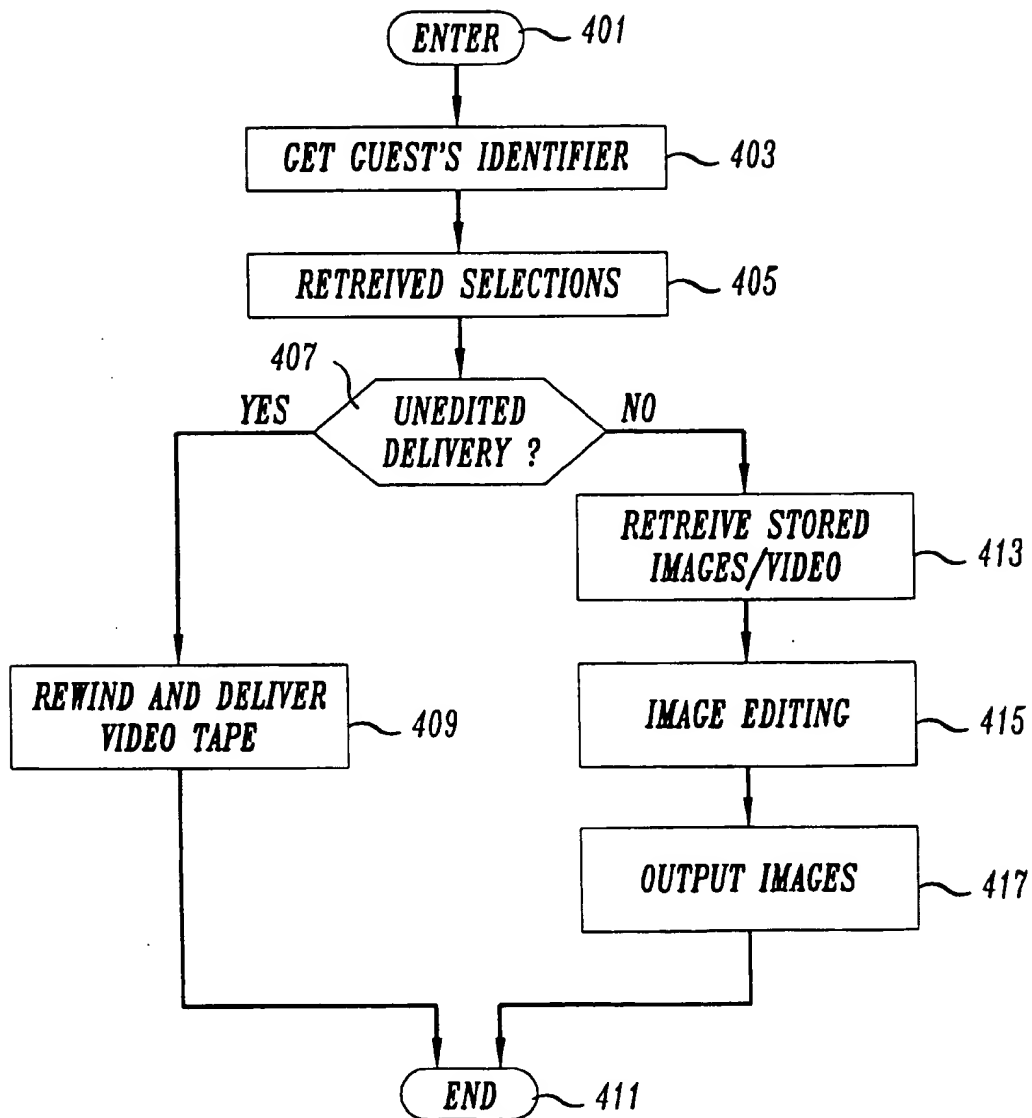 ENTER
401
GET GUEST'S IDENTIFIER
403
RETREIVED SELECTIONS
405
407
UNEDITED
DELIVERY ?
YES
NO
RETREIVE STORED
IMAGES/VIDEO
413
REWIND AND DELIVER
VIDEO TAPE
409
IMAGE EDITING
415
OUTPUT IMAGES
417
END
411